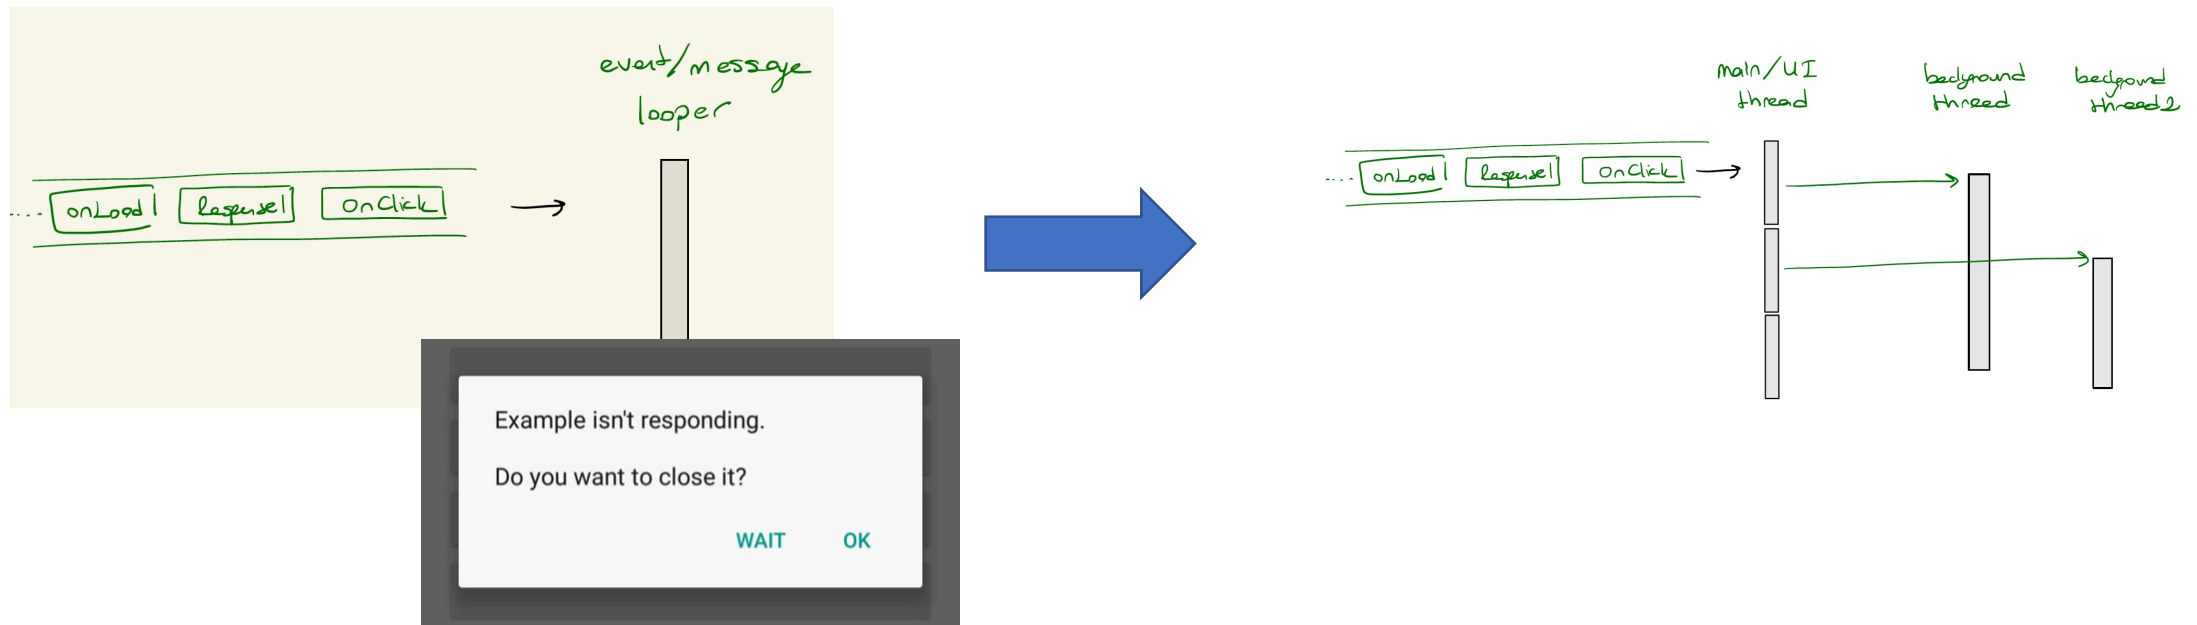 event/message
looper
onLoad
Response1
OnClick
Example isn't responding.
Do you want to close it?
WAIT OK
main/UI
thread
background
thread
background
thread2
onLoad
Response1
OnClick